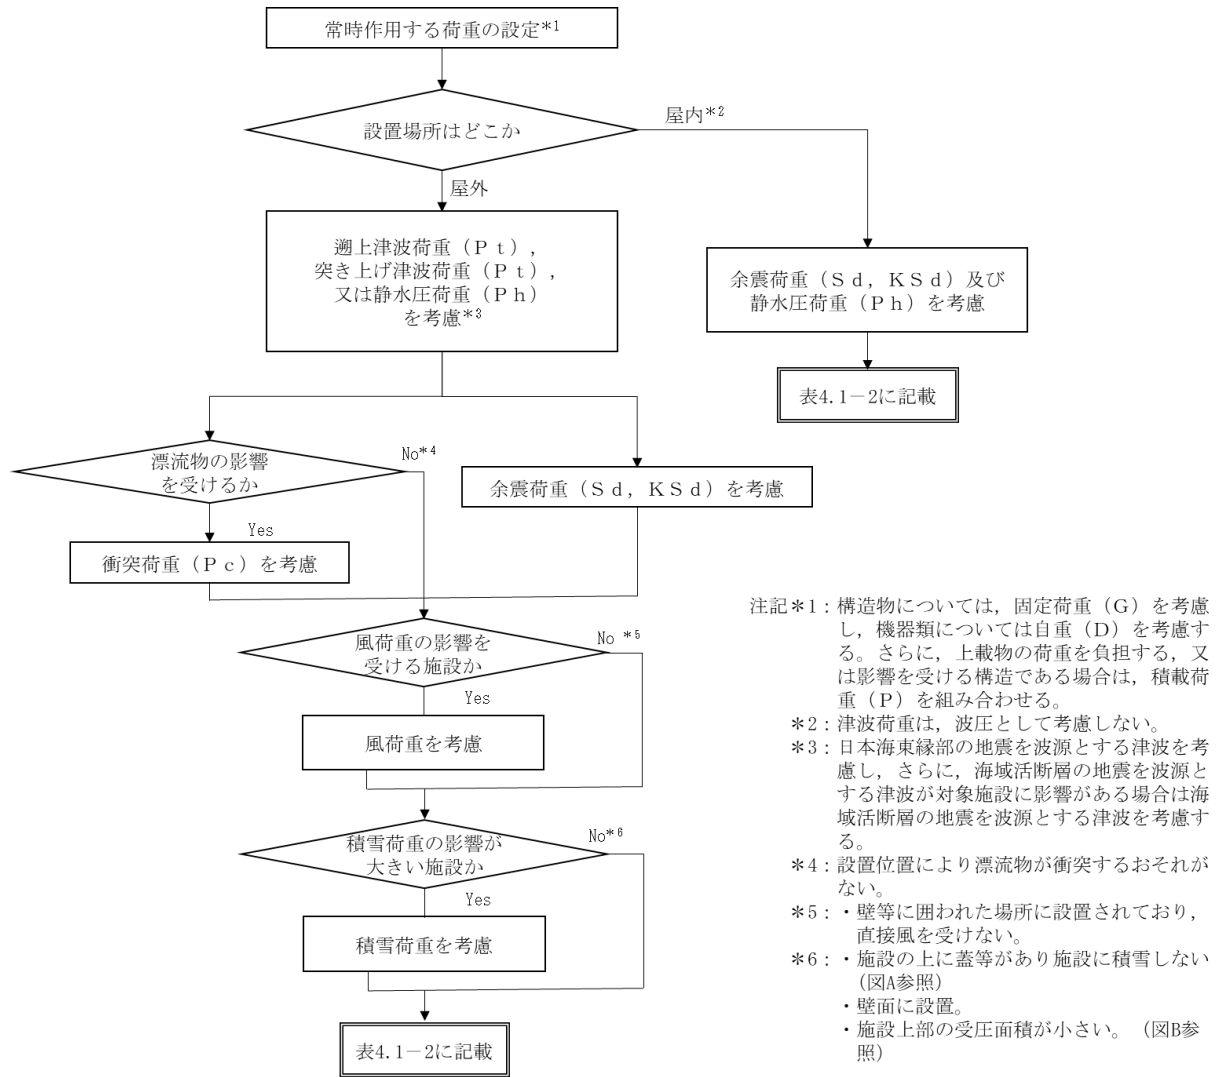 常時作用する荷重の設定*1
設置場所はどこか
屋内*2
屋外
遡上津波荷重（Ｐｔ），
突き上げ津波荷重（Ｐｔ），
又は静水圧荷重（Ｐｈ）
を考慮*3
余震荷重（Ｓｄ，ＫＳｄ）及び
静水圧荷重（Ｐｈ）を考慮
表4.1－2に記載
漂流物の影響
を受けるか
No*4
Yes
衝突荷重（Ｐｃ）を考慮
余震荷重（Ｓｄ，ＫＳｄ）を考慮
風荷重の影響を
受ける施設か
No *5
Yes
風荷重を考慮
積雪荷重の影響が
大きい施設か
No*6
Yes
積雪荷重を考慮
表4.1－2に記載
注記＊1：構造物については，固定荷重（G）を考慮
し，機器類については自重（D）を考慮す
る。さらに，上載物の荷重を負担する，又
は影響を受ける構造である場合は，積載荷
重（P）を組み合わせる。
＊2：津波荷重は，波圧として考慮しない。
＊3：日本海東縁部の地震を波源とする津波を考
慮し，さらに，海域活断層の地震を波源と
する津波が対象施設に影響がある場合は海
域活断層の地震を波源とする津波を考慮す
る。
＊4：設置位置により漂流物が衝突するおそれが
ない。
＊5：・壁等に囲われた場所に設置されており，
直接風を受けない。
＊6：・施設の上に蓋等があり施設に積雪しない
（図A参照）
・壁面に設置。
・施設上部の受圧面積が小さい。（図B参
照）